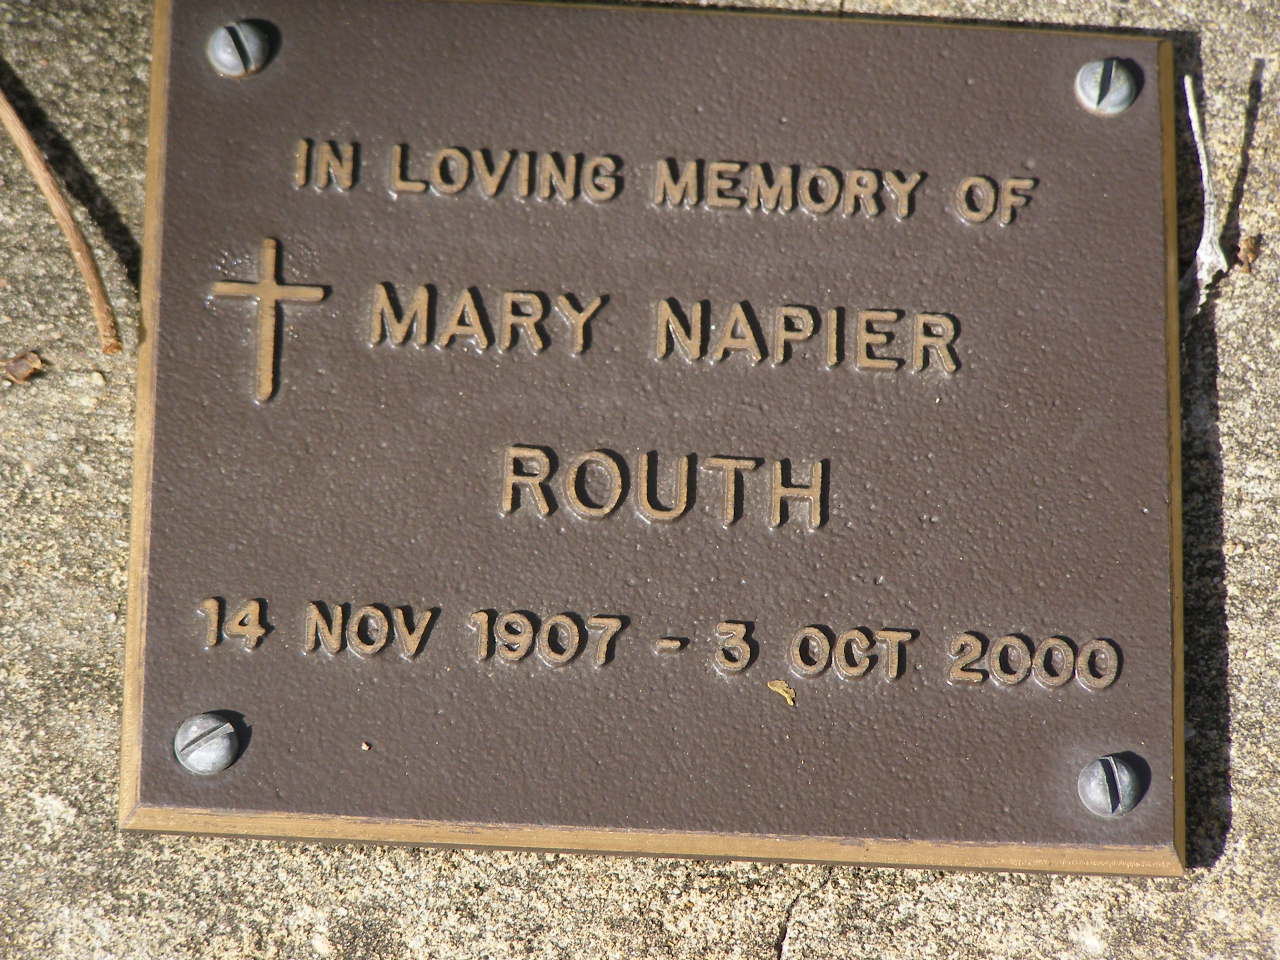 IN LOVING MEMORY OF
MARY NAPIER
ROUTH
14 NOV 1907 - 3 OCT 2000